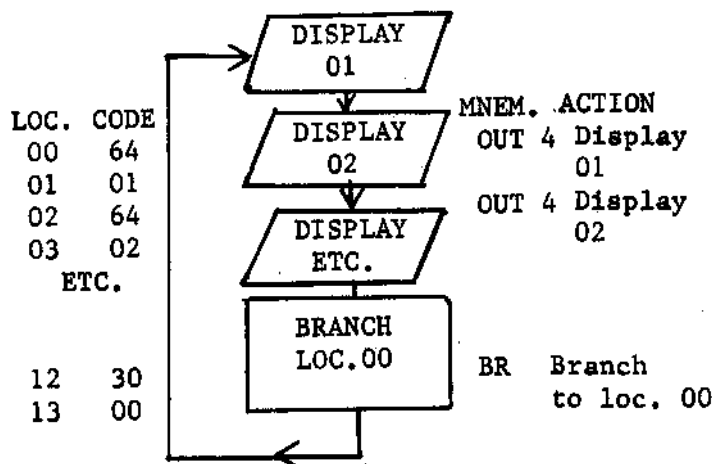 DISPLAY
01
MNEM. ACTION
LOC. CODE
DISPLAY
02
OUT 4 Display
01
00 64
01 01
02 64
03 02
ETC.
OUT 4 Display
02
DISPLAY
ETC.
BRANCH
LOC.00
12 30
13 00
BR Branch
to loc. 00